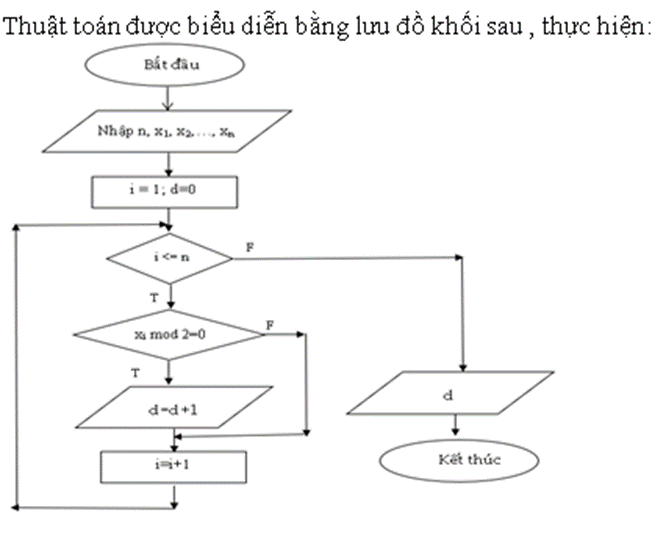 Thuật toán được biểu diễn bằng lưu đồ khối sau , thực hiện:
Bắt đầu
Nhập n, x₁, x₂,..., xₙ
i = 1; d=0
i <= n
F
T
xᵢ mod 2=0
F
T
d=d+1
d
i=i+1
Kết thúc